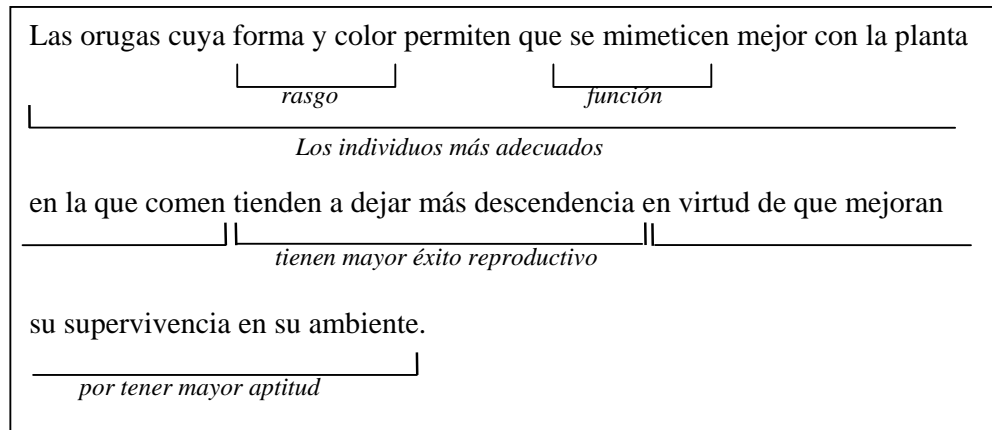 Las orugas cuya forma y color permiten que se mimeticen mejor con la planta
rasgo función
Los individuos más adecuados
en la que comen tienden a dejar más descendencia en virtud de que mejoran
tienen mayor éxito reproductivo
su supervivencia en su ambiente.
por tener mayor aptitud